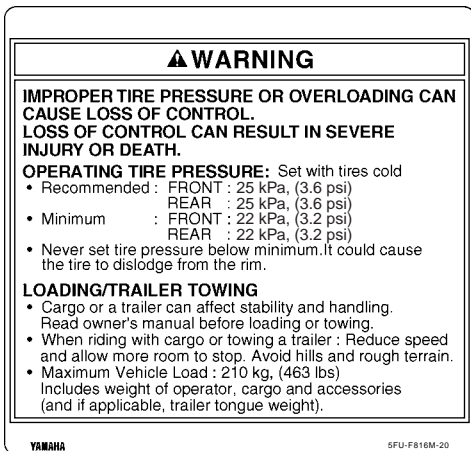 ⚠WARNING
IMPROPER TIRE PRESSURE OR OVERLOADING CAN
CAUSE LOSS OF CONTROL.
LOSS OF CONTROL CAN RESULT IN SEVERE
INJURY OR DEATH.
OPERATING TIRE PRESSURE: Set with tires cold
• Recommended : FRONT : 25 kPa, (3.6 psi)
REAR : 25 kPa, (3.6 psi)
• Minimum : FRONT : 22 kPa, (3.2 psi)
REAR : 22 kPa, (3.2 psi)
• Never set tire pressure below minimum.It could cause
the tire to dislodge from the rim.
LOADING/TRAILER TOWING
• Cargo or a trailer can affect stability and handling.
Read owner's manual before loading or towing.
• When riding with cargo or towing a trailer : Reduce speed
and allow more room to stop. Avoid hills and rough terrain.
• Maximum Vehicle Load : 210 kg, (463 lbs)
Includes weight of operator, cargo and accessories
(and if applicable, trailer tongue weight).
YAMAHA 5FU-F816M-20